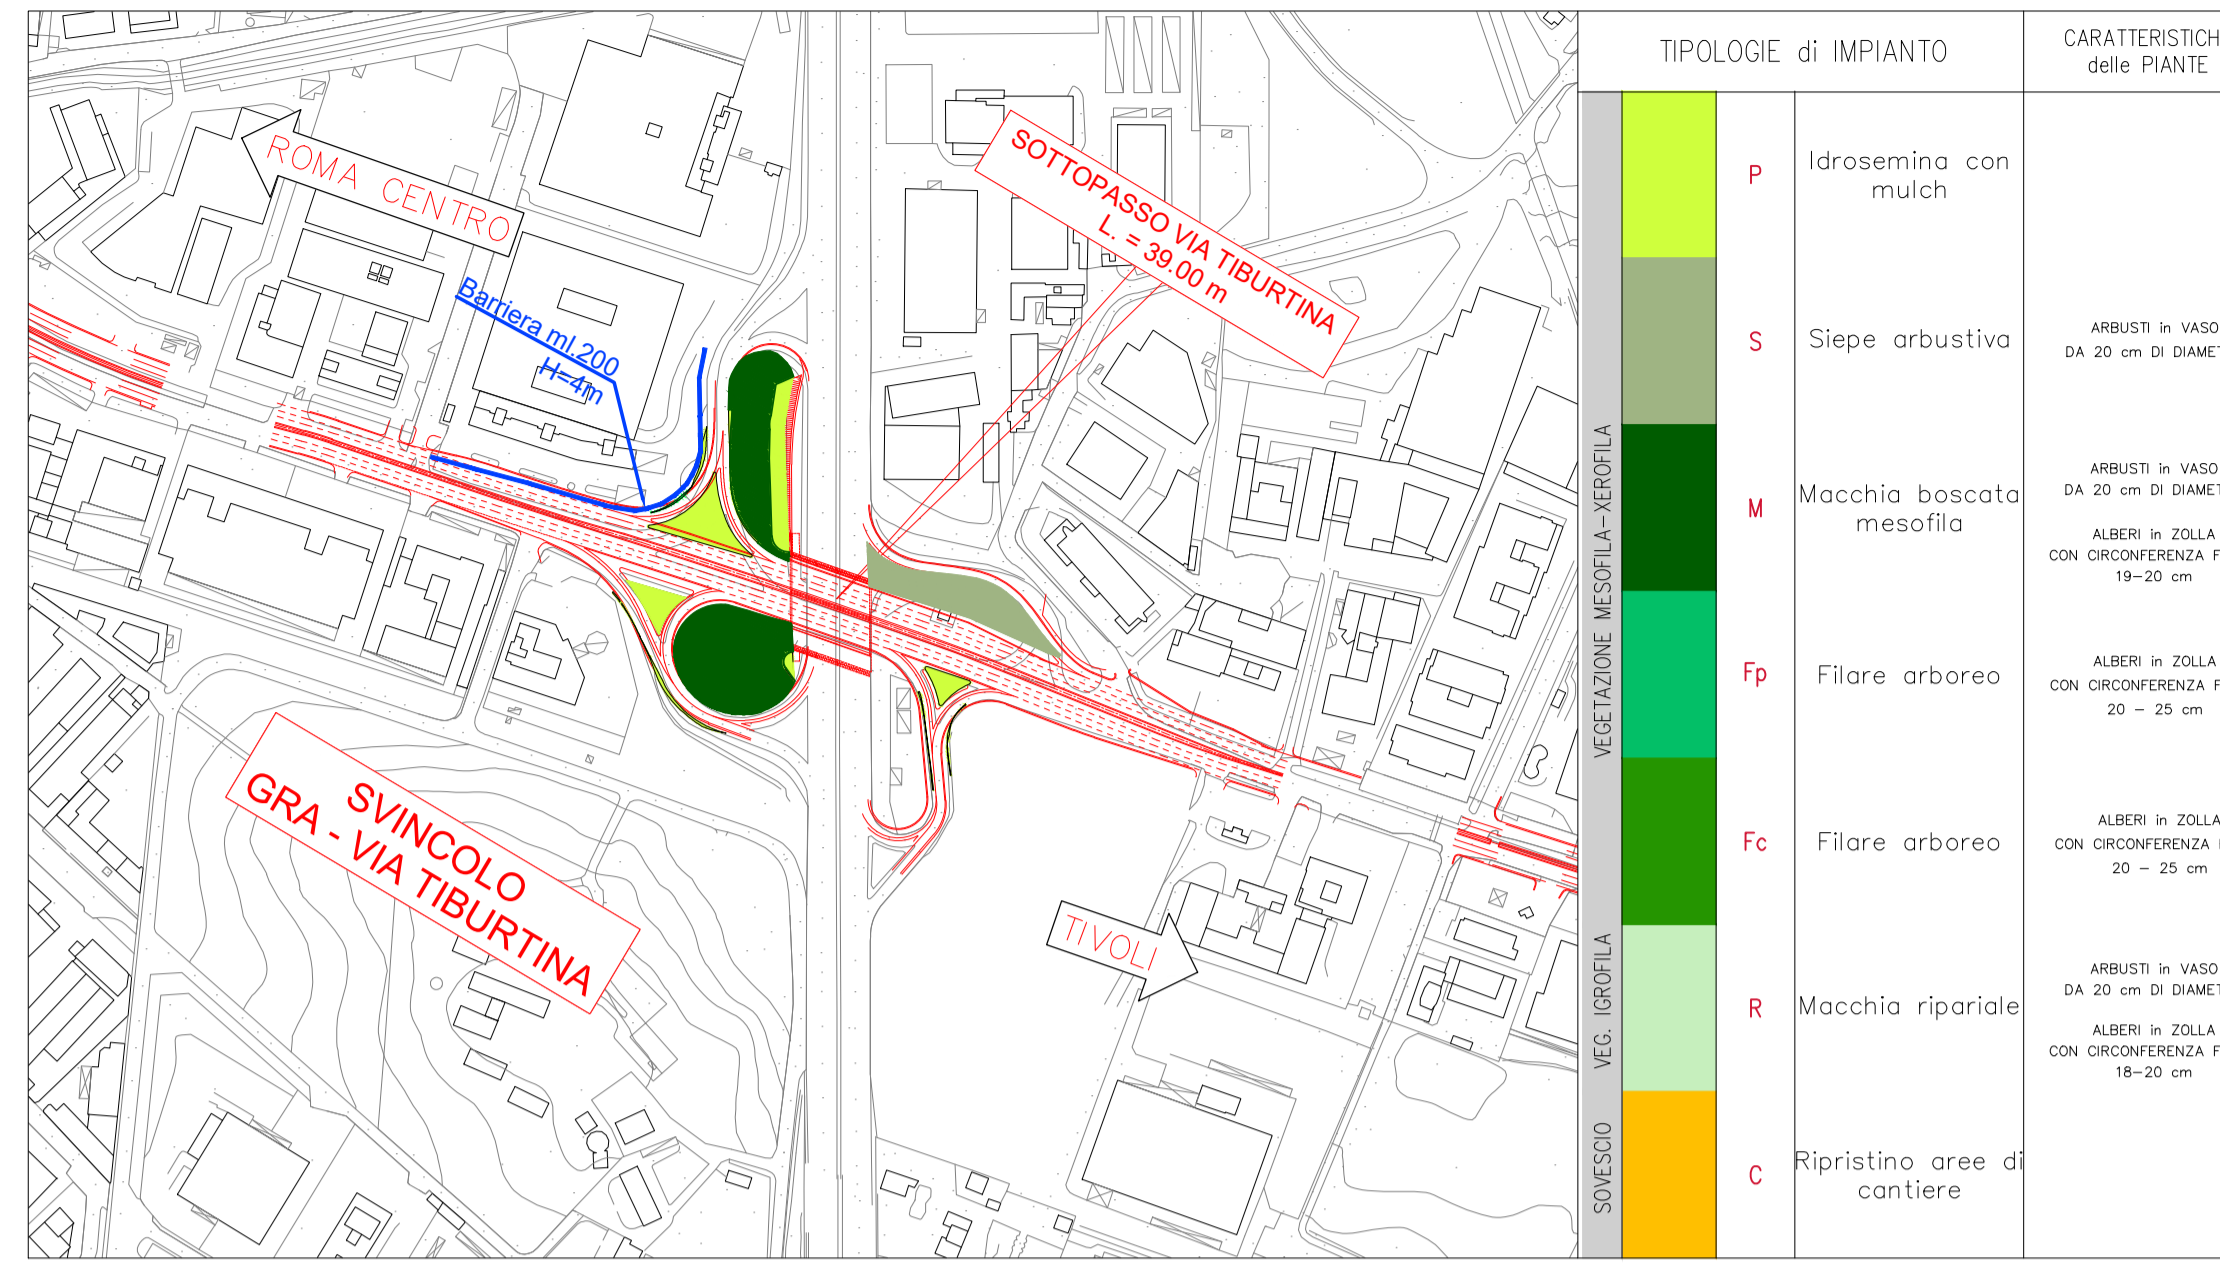 ROMA CENTRO
SOTTOPASSO VIA TIBURTINA
L. = 39.00 m
Barriera ml.200
H=4m
SVINCOLO
GRA - VIA TIBURTINA
TIVOLI
TIPOLOGIE di IMPIANTO
CARATTERISTICH
delle PIANTE
VEGETAZIONE MESOFILA-XEROFILA
VEG. IGROFILA
SOVESCIO
P
Idrosemina con
mulch
S
Siepe arbustiva
ARBUSTI in VASO
DA 20 cm DI DIAMET
M
Macchia boscata
mesofila
ARBUSTI in VASO
DA 20 cm DI DIAMET
ALBERI in ZOLLA
CON CIRCONFERENZA F
19-20 cm
Fp
Filare arboreo
ALBERI in ZOLLA
CON CIRCONFERENZA F
20 - 25 cm
Fc
Filare arboreo
ALBERI in ZOLLA
CON CIRCONFERENZA
20 - 25 cm
R
Macchia ripariale
ARBUSTI in VASO
DA 20 cm DI DIAMET
ALBERI in ZOLLA
CON CIRCONFERENZA F
18-20 cm
C
Ripristino aree di
cantiere